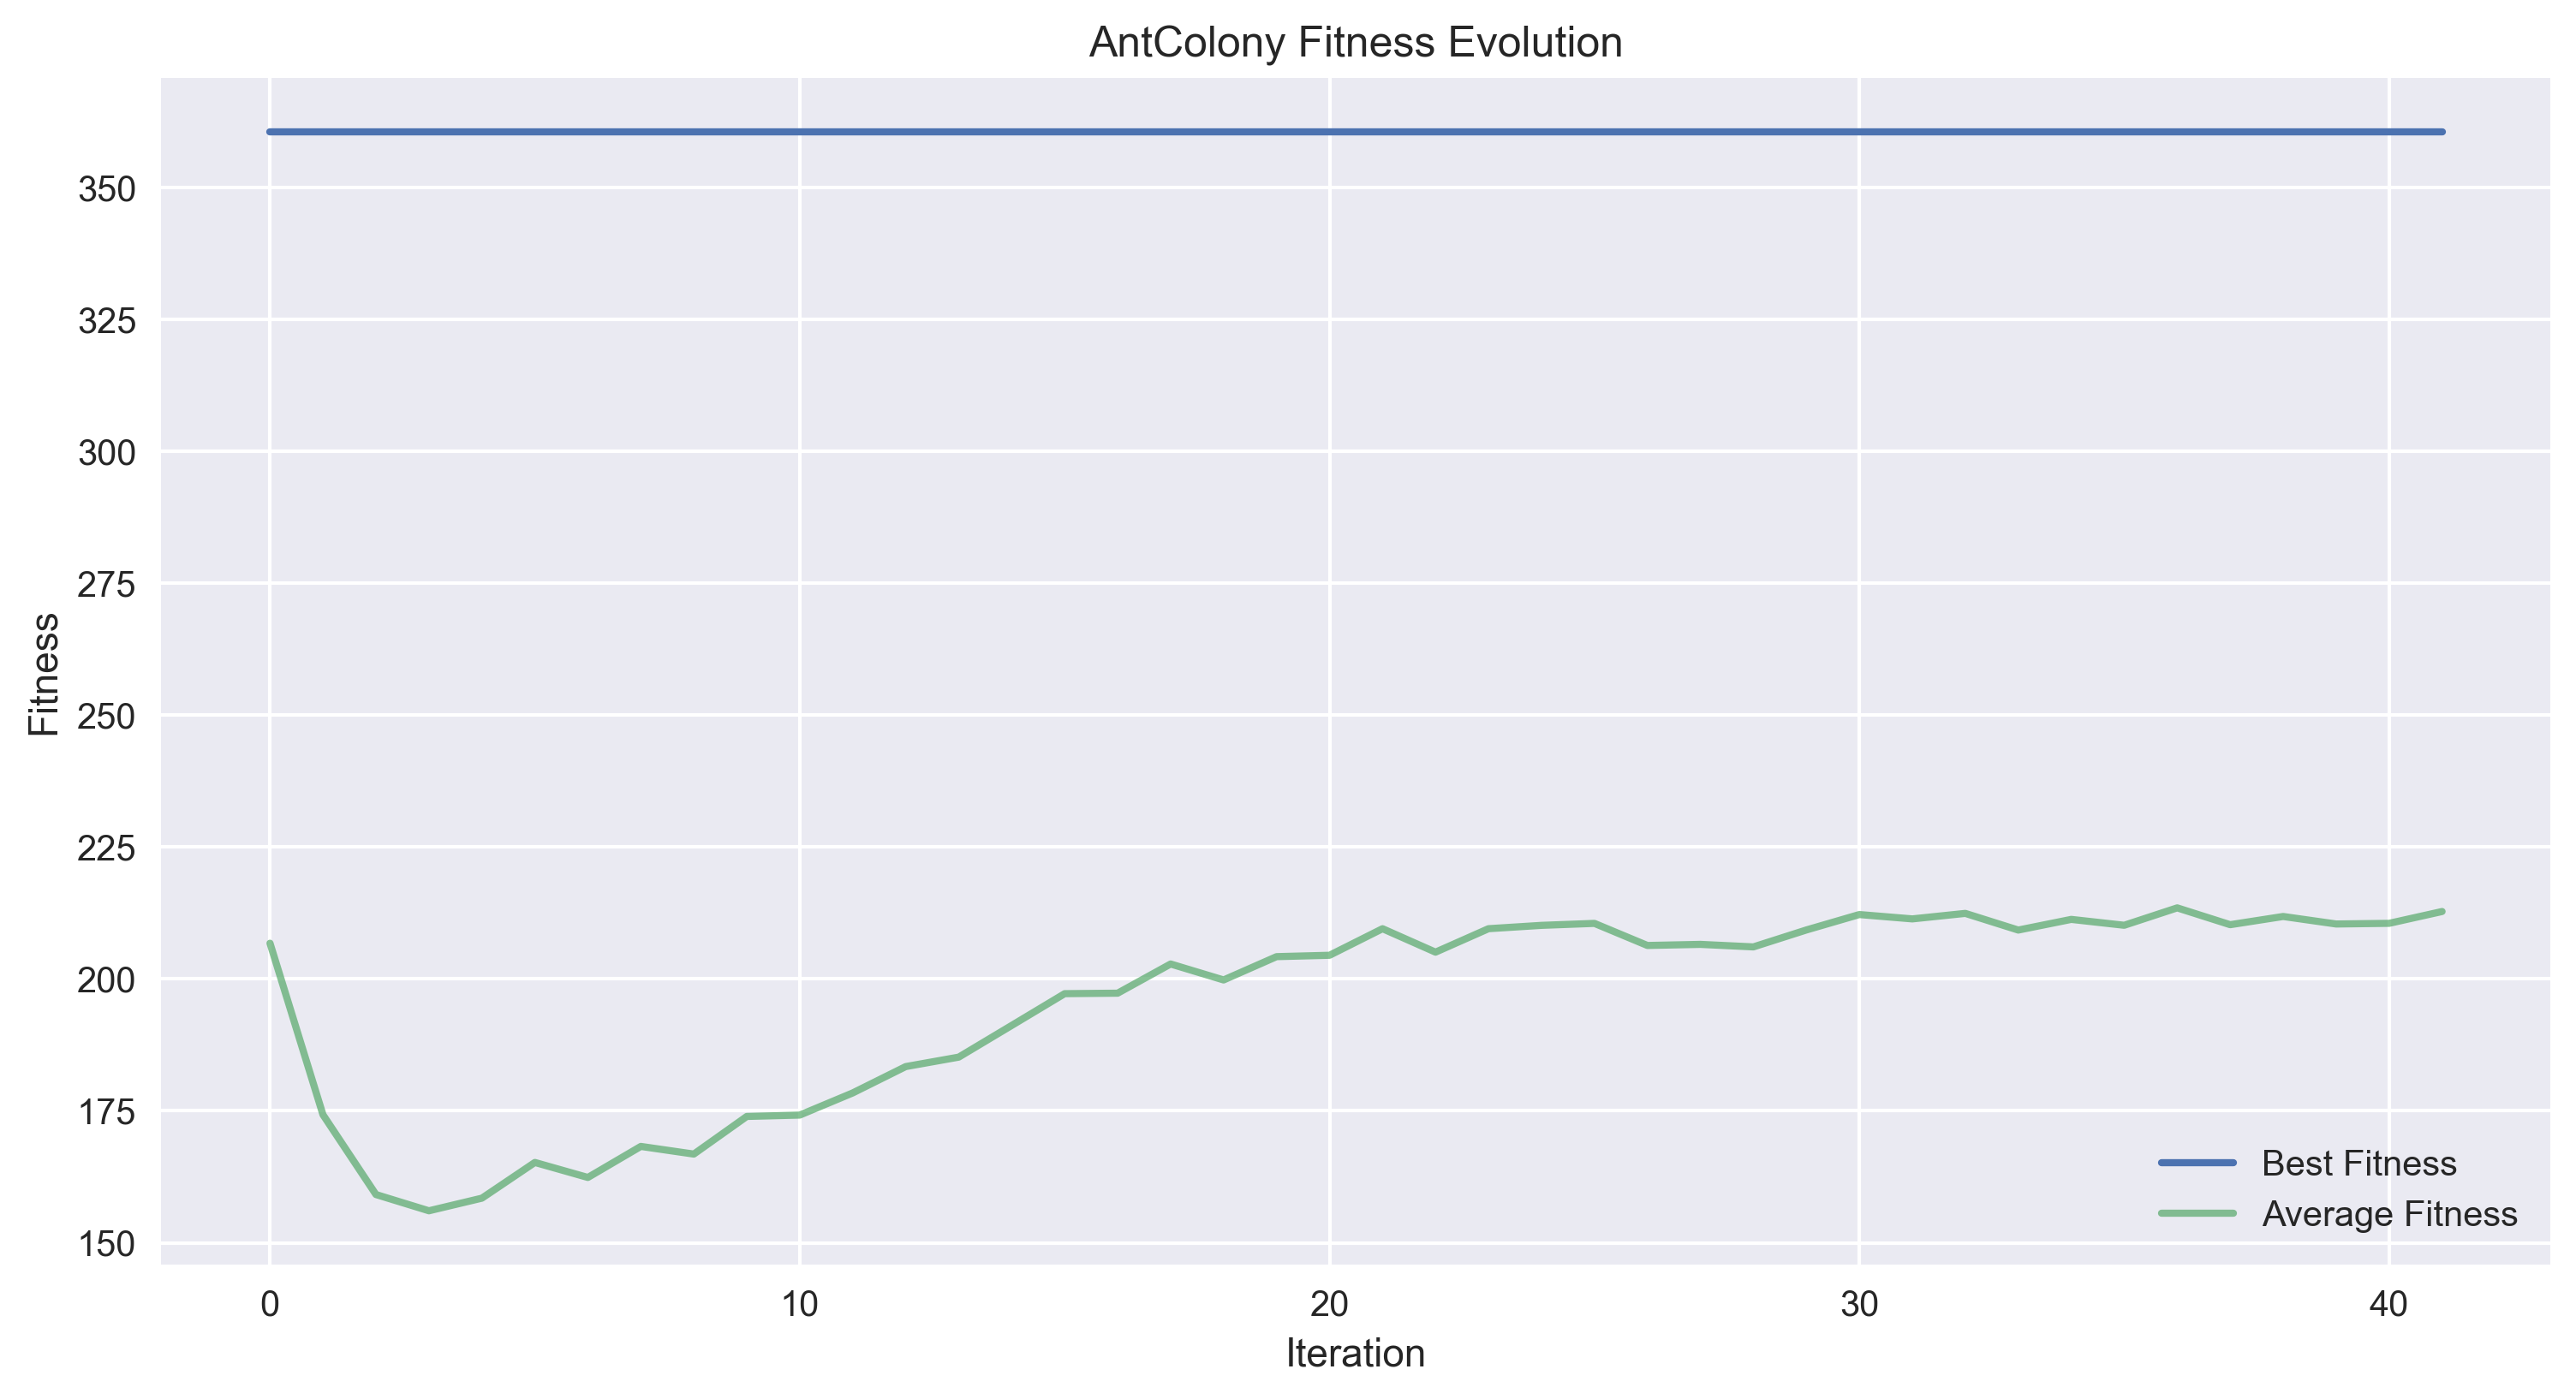 AntColony Fitness Evolution
Fitness
350
325
300
275
250
225
200
175
150
0 10 20 30 40
Iteration
Best Fitness
Average Fitness